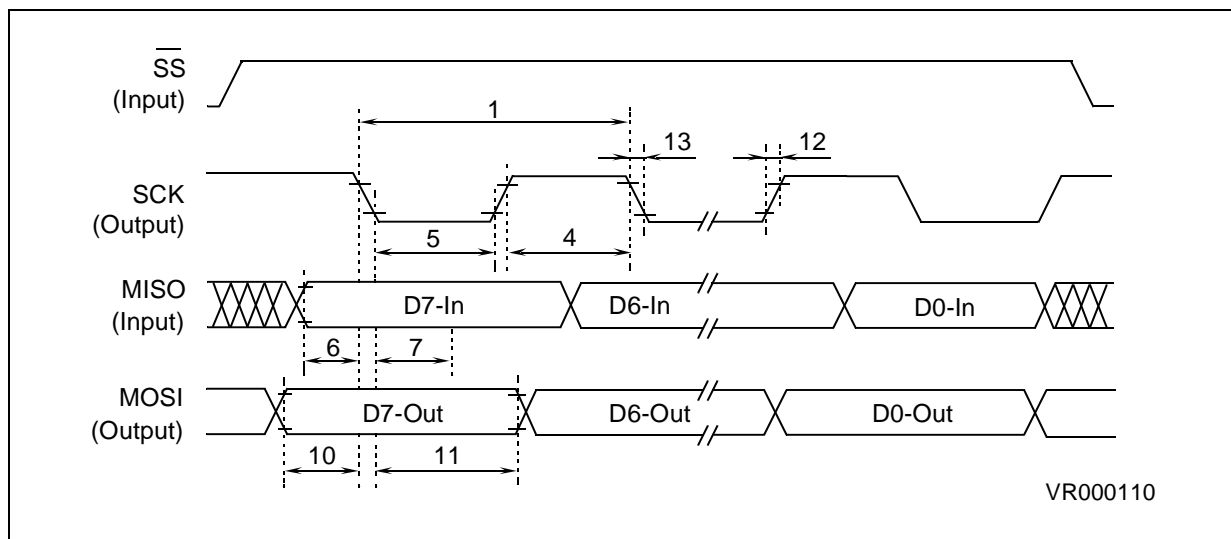 SS
(Input)
1
13
12
SCK
(Output)
5
4
MISO
(Input)
D7-In
D6-In
D0-In
6
7
MOSI
(Output)
D7-Out
D6-Out
D0-Out
10
11
VR000110